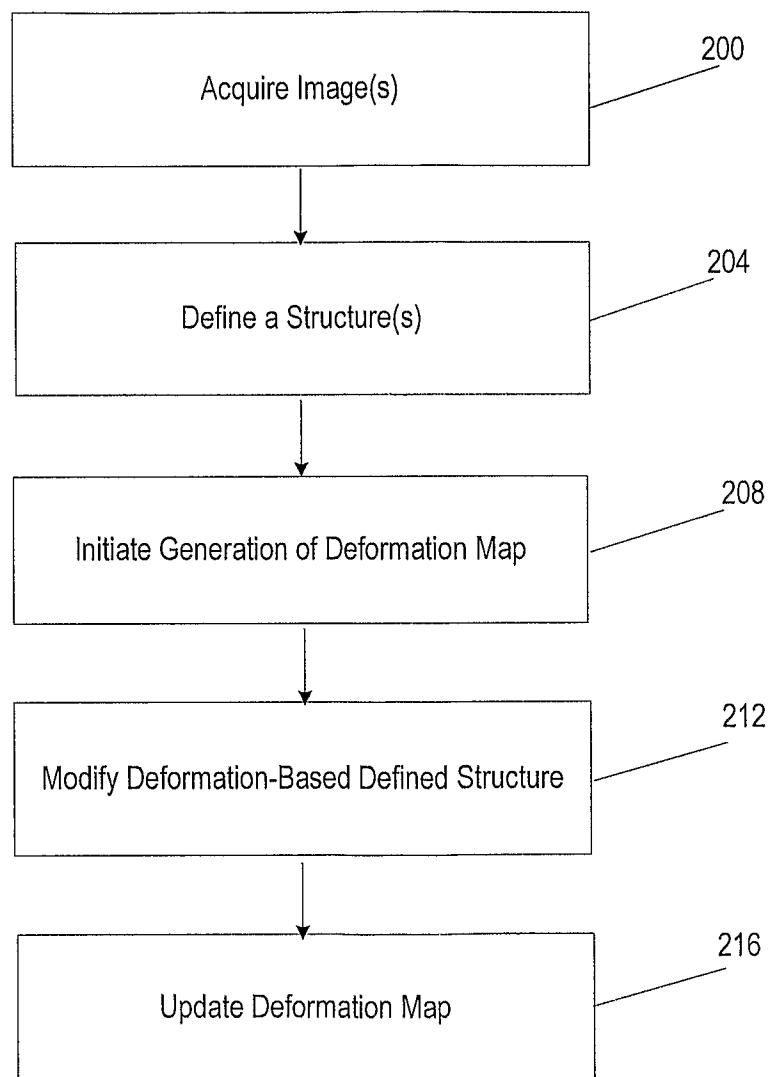 Acquire Image(s)
200
Define a Structure(s)
204
Initiate Generation of Deformation Map
208
Modify Deformation-Based Defined Structure
212
Update Deformation Map
216